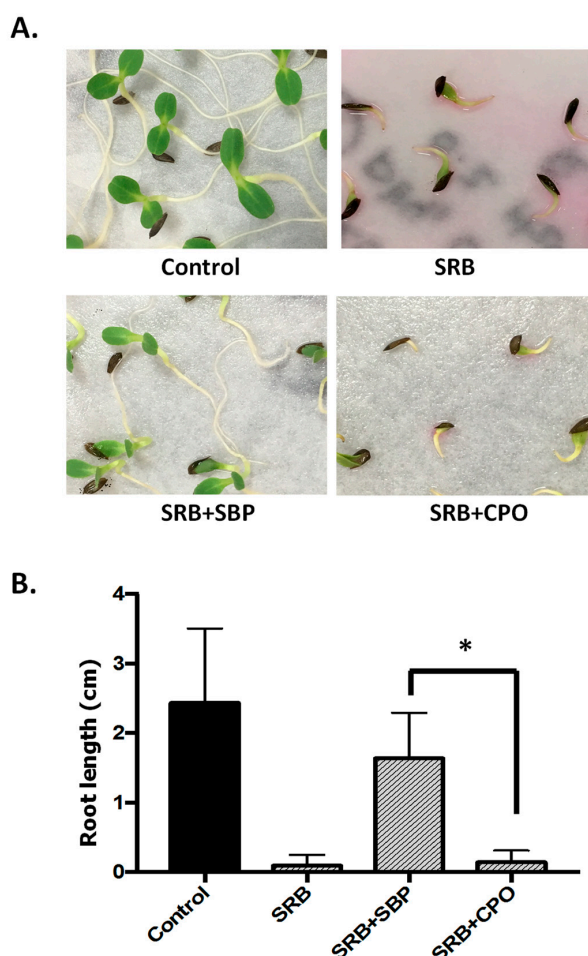 A.
Control
SRB
SRB+SBP
SRB+CPO
B.
Root length (cm)
4
3
2
1
0
*
Control
SRB
SRB+SBP
SRB+CPO